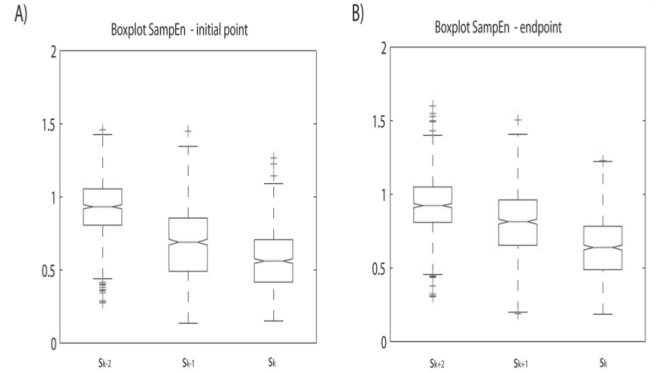 A)
Boxplot SampEn - initial point
2
1.5
1
0.5
0
sk-2
sk-1
sk
B)
Boxplot SampEn - endpoint
2
1.5
1
0.5
0
sk+2
sk+1
sk